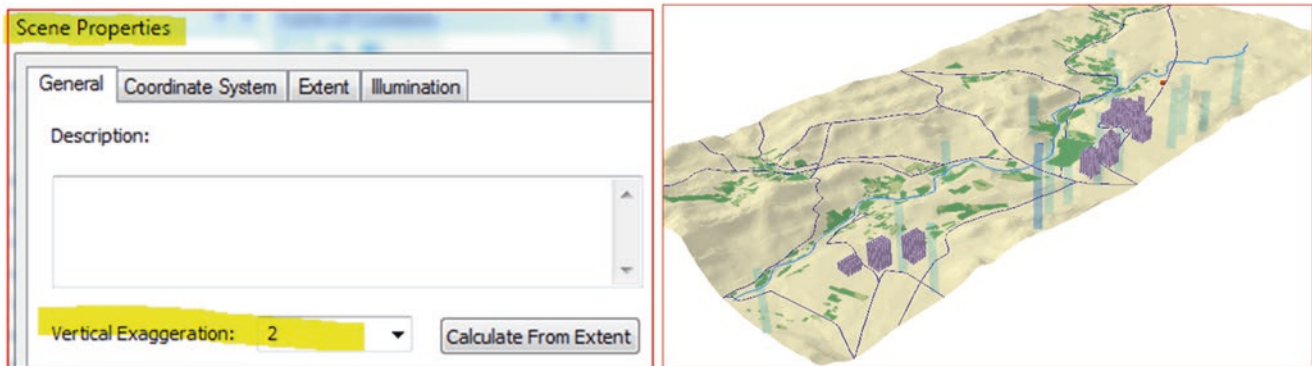 Scene Properties
General Coordinate System Extent Illumination
Description:
Vertical Exaggeration: 2 Calculate From Extent